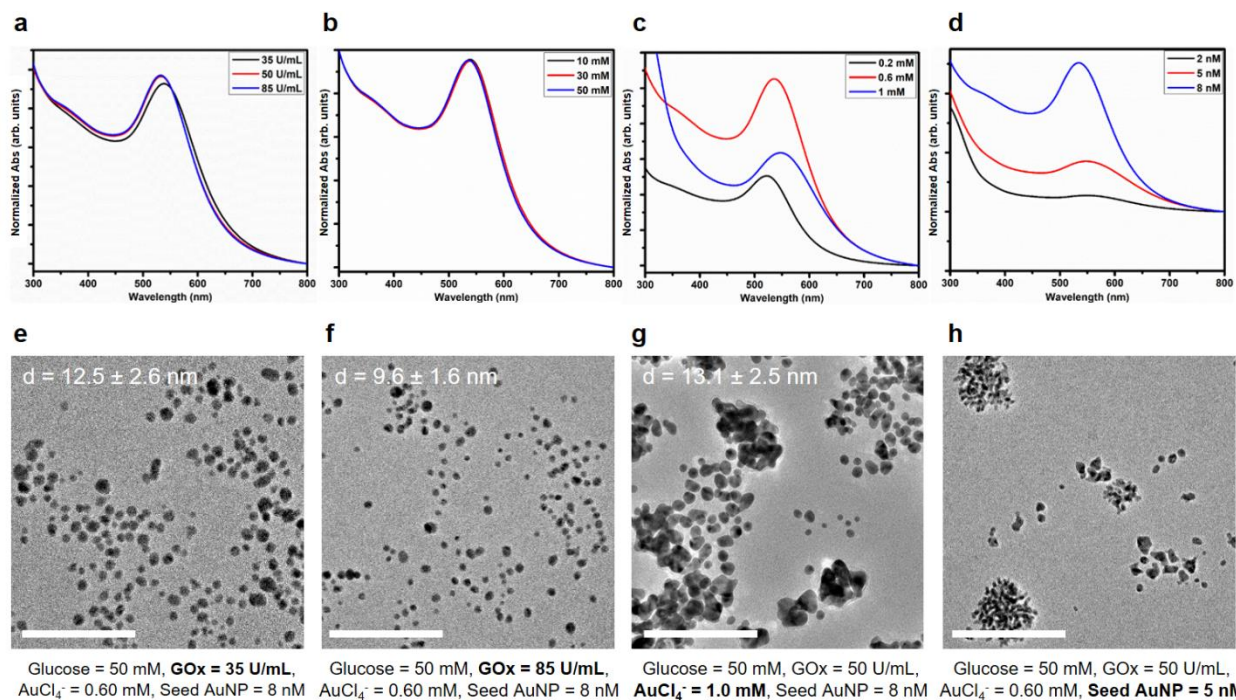 a
b
c
d
35 U/mL
50 U/mL
85 U/mL
10 mM
30 mM
50 mM
0.2 mM
0.6 mM
1 mM
2 nM
5 nM
8 nM
Normalized Abs (arb. units)
Normalized Abs (arb. units)
Normalized Abs (arb. units)
Normalized Abs (arb. units)
300 400 500 600 700 800
300 400 500 600 700 800
300 400 500 600 700 800
300 400 500 600 700 800
Wavelength (nm)
Wavelength (nm)
Wavelength (nm)
Wavelength (nm)
e
f
g
h
d = 12.5 ± 2.6 nm
d = 9.6 ± 1.6 nm
d = 13.1 ± 2.5 nm
Glucose = 50 mM, GOx = 35 U/mL,
AuCl₄⁻ = 0.60 mM, Seed AuNP = 8 nM
Glucose = 50 mM, GOx = 85 U/mL,
AuCl₄⁻ = 0.60 mM, Seed AuNP = 8 nM
Glucose = 50 mM, GOx = 50 U/mL,
AuCl₄⁻ = 1.0 mM, Seed AuNP = 8 nM
Glucose = 50 mM, GOx = 50 U/mL,
AuCl₄⁻ = 0.60 mM, Seed AuNP = 5 nM